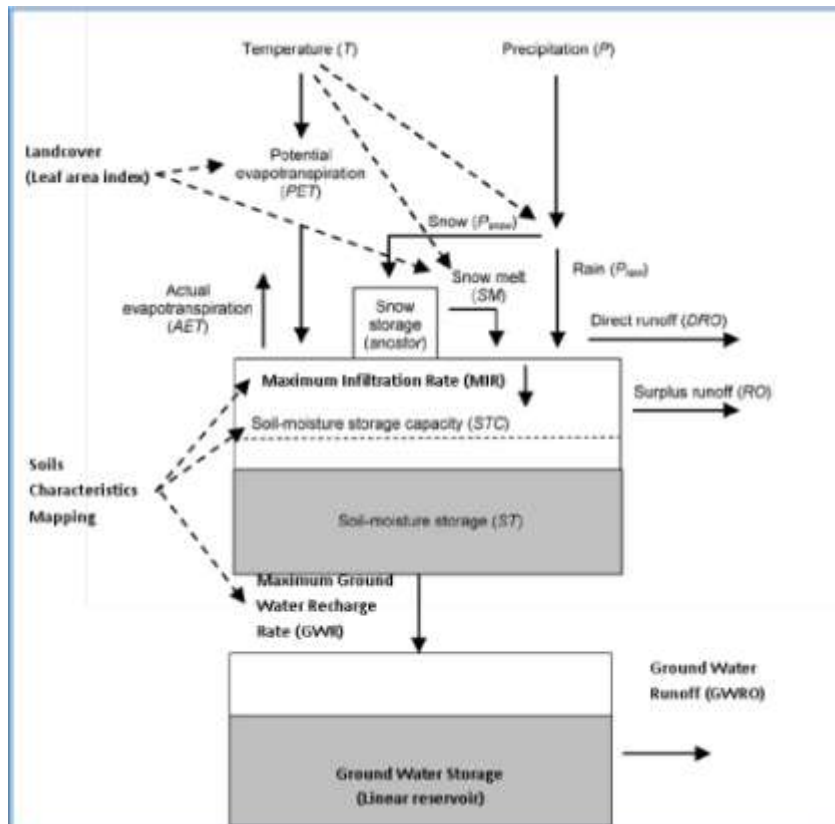 Temperature (T)
Precipitation (P)
Landcover
(Leaf area index)
Potential
evapotranspiration
(PET)
Snow (Psnow)
Rain (Prain)
Snow melt
(SM)
Actual
evapotranspiration
(AET)
Snow
storage
(snostor)
Direct runoff (DRO)
Maximum Infiltration Rate (MIR)
Surplus runoff (RO)
Soil-moisture storage capacity (STC)
Soils
Characteristics
Mapping
Soil-moisture storage (ST)
Maximum Ground
Water Recharge
Rate (GWR)
Ground Water
Runoff (GWRO)
Ground Water Storage
(Linear reservoir)